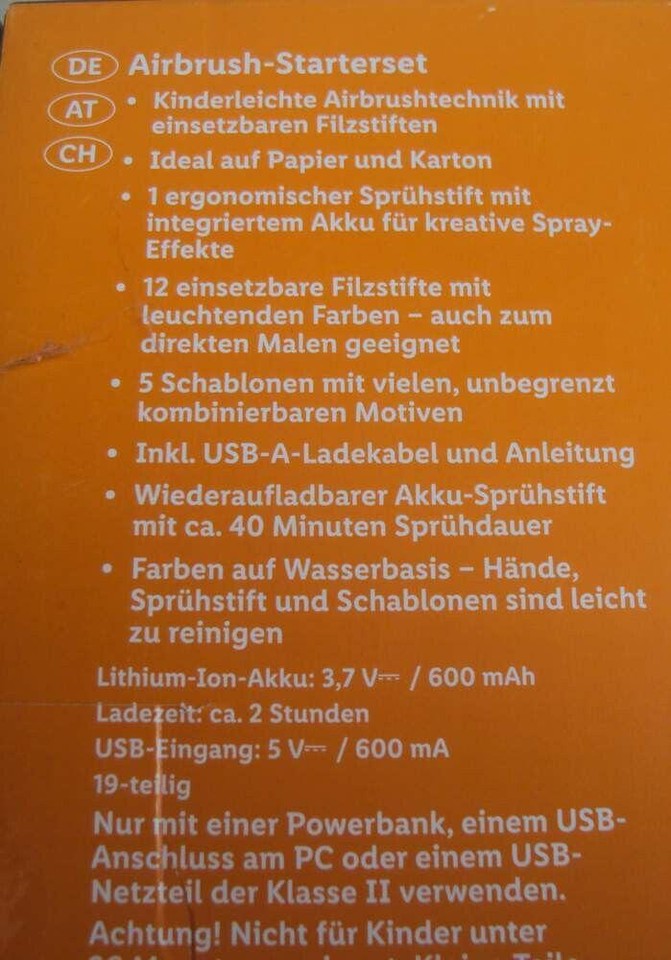 DE Airbrush-Starterset
AT • Kinderleichte Airbrushtechnik mit
einsetzbaren Filzstiften
CH • Ideal auf Papier und Karton
• 1 ergonomischer Sprühstift mit
integriertem Akku für kreative Spray-
Effekte
• 12 einsetzbare Filzstifte mit
leuchtenden Farben – auch zum
direkten Malen geeignet
• 5 Schablonen mit vielen, unbegrenzt
kombinierbaren Motiven
• Inkl. USB-A-Ladekabel und Anleitung
• Wiederaufladbarer Akku-Sprühstift
mit ca. 40 Minuten Sprühdauer
• Farben auf Wasserbasis – Hände,
Sprühstift und Schablonen sind leicht
zu reinigen
Lithium-Ion-Akku: 3,7 V⎓ / 600 mAh
Ladezeit: ca. 2 Stunden
USB-Eingang: 5 V⎓ / 600 mA
19-teilig
Nur mit einer Powerbank, einem USB-
Anschluss am PC oder einem USB-
Netzteil der Klasse II verwenden.
Achtung! Nicht für Kinder unter